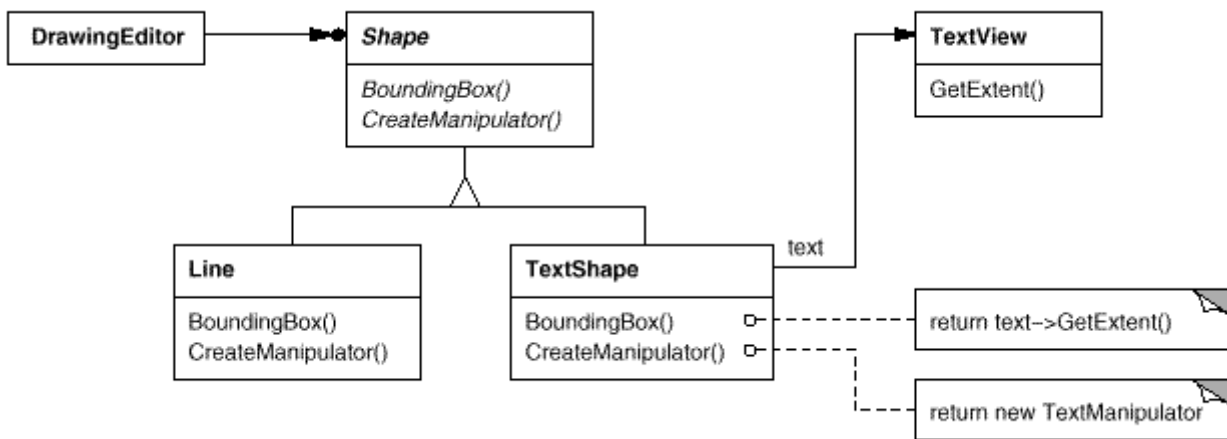 DrawingEditor
Shape
BoundingBox()
CreateManipulator()
TextView
GetExtent()
Line
BoundingBox()
CreateManipulator()
TextShape
BoundingBox()
CreateManipulator()
text
return text->GetExtent()
return new TextManipulator